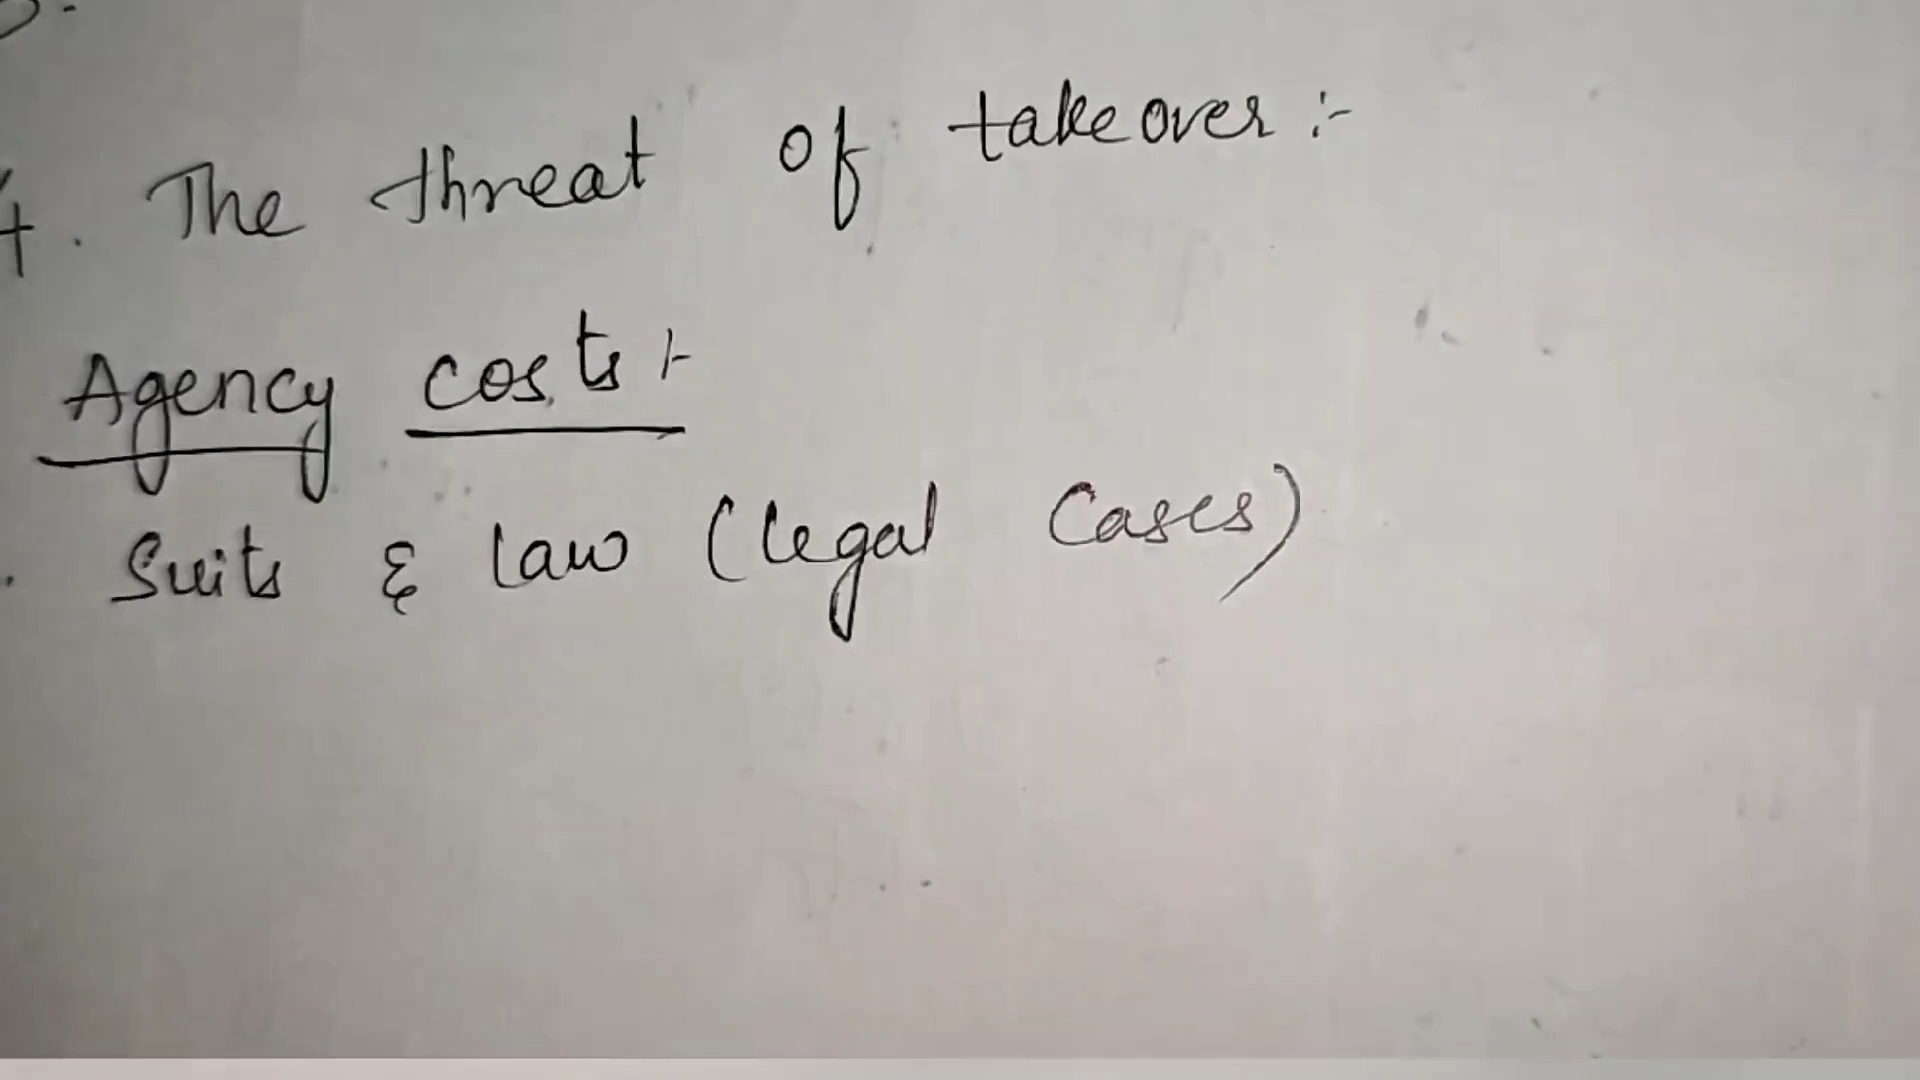 4. The threat of takeover :-
Agency costs :-
. Suits & law (legal cases)